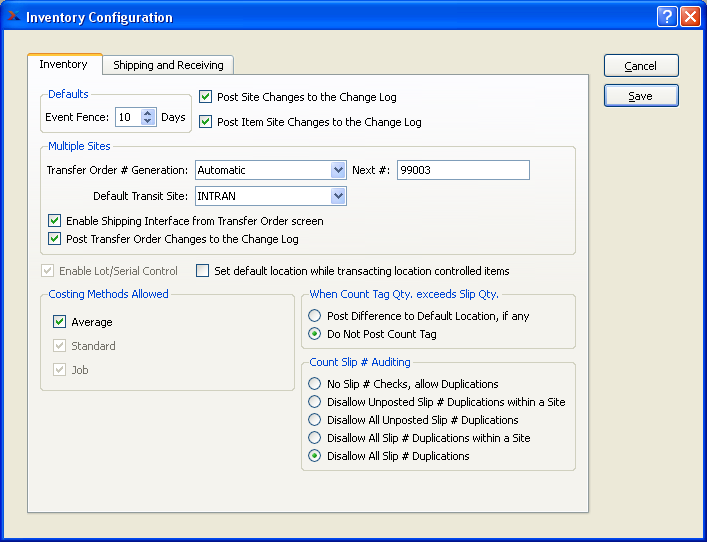 Inventory Configuration
Inventory
Shipping and Receiving
Cancel
Save
Defaults
Event Fence: 10 Days
Post Site Changes to the Change Log
Post Item Site Changes to the Change Log
Multiple Sites
Transfer Order # Generation: Automatic Next #: 99003
Default Transit Site: INTRAN
Enable Shipping Interface from Transfer Order screen
Post Transfer Order Changes to the Change Log
Enable Lot/Serial Control
Set default location while transacting location controlled items
Costing Methods Allowed
Average
Standard
Job
When Count Tag Qty. exceeds Slip Qty.
Post Difference to Default Location, if any
Do Not Post Count Tag
Count Slip # Auditing
No Slip # Checks, allow Duplications
Disallow Unposted Slip # Duplications within a Site
Disallow All Unposted Slip # Duplications
Disallow All Slip # Duplications within a Site
Disallow All Slip # Duplications